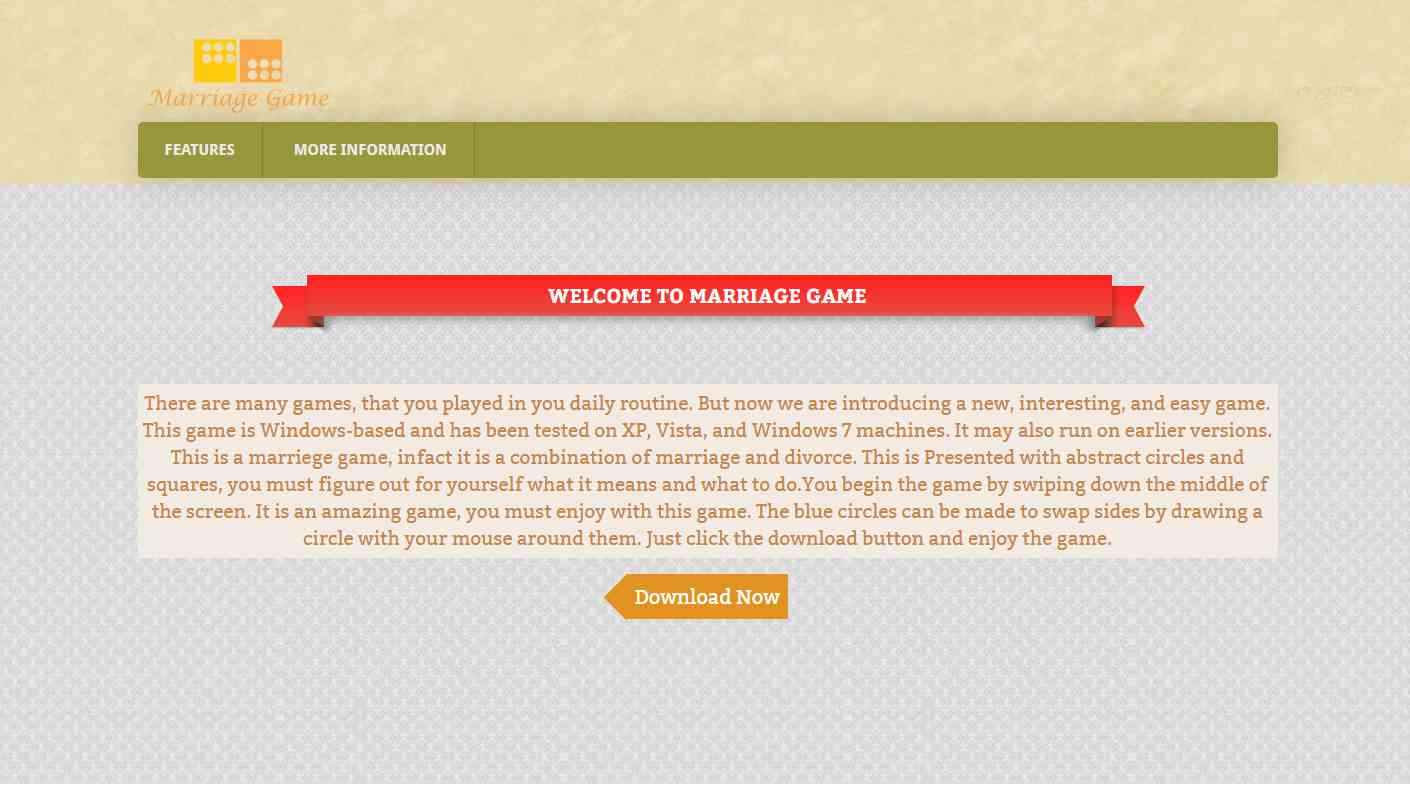 Marriage Game
FEATURES
MORE INFORMATION
WELCOME TO MARRIAGE GAME
There are many games, that you played in you daily routine. But now we are introducing a new, interesting, and easy game.
This game is Windows-based and has been tested on XP, Vista, and Windows 7 machines. It may also run on earlier versions.
This is a marriege game, infact it is a combination of marriage and divorce. This is Presented with abstract circles and
squares, you must figure out for yourself what it means and what to do.You begin the game by swiping down the middle of
the screen. It is an amazing game, you must enjoy with this game. The blue circles can be made to swap sides by drawing a
circle with your mouse around them. Just click the download button and enjoy the game.
Download Now